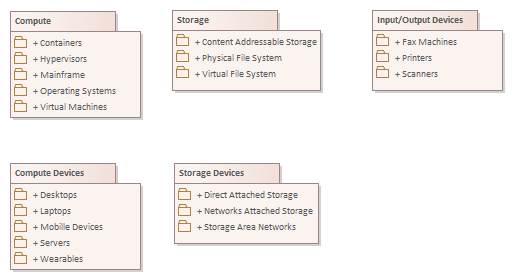 Compute
+ Containers
+ Hypervisors
+ Mainframe
+ Operating Systems
+ Virtual Machines
Storage
+ Content Addressable Storage
+ Physical File System
+ Virtual File System
Input/Output Devices
+ Fax Machines
+ Printers
+ Scanners
Compute Devices
+ Desktops
+ Laptops
+ Mobilie Devices
+ Servers
+ Wearables
Storage Devices
+ Direct Attached Storage
+ Networks Attached Storage
+ Storage Area Networks